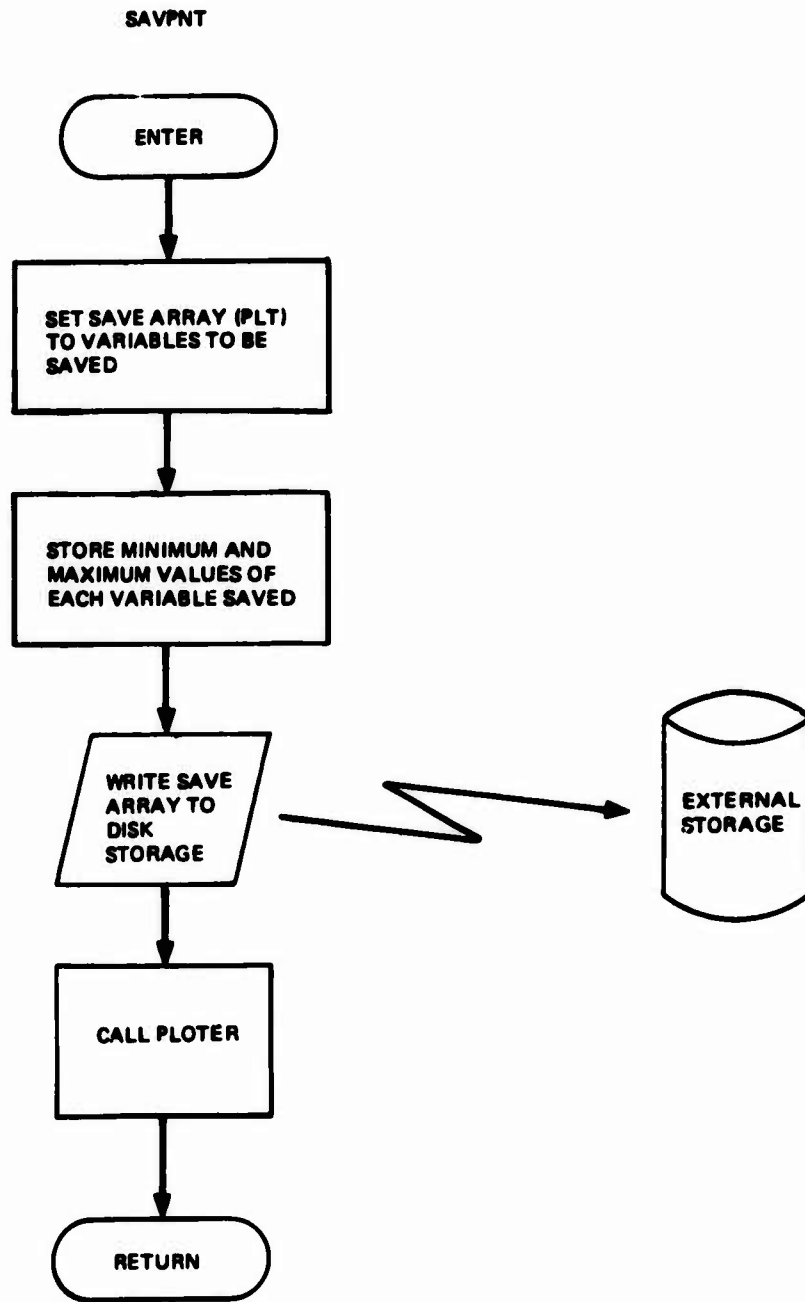 SAVPNT
ENTER
SET SAVE ARRAY (PLT)
TO VARIABLES TO BE
SAVED
STORE MINIMUM AND
MAXIMUM VALUES OF
EACH VARIABLE SAVED
WRITE SAVE
ARRAY TO
DISK
STORAGE
EXTERNAL
STORAGE
CALL PLOTER
RETURN